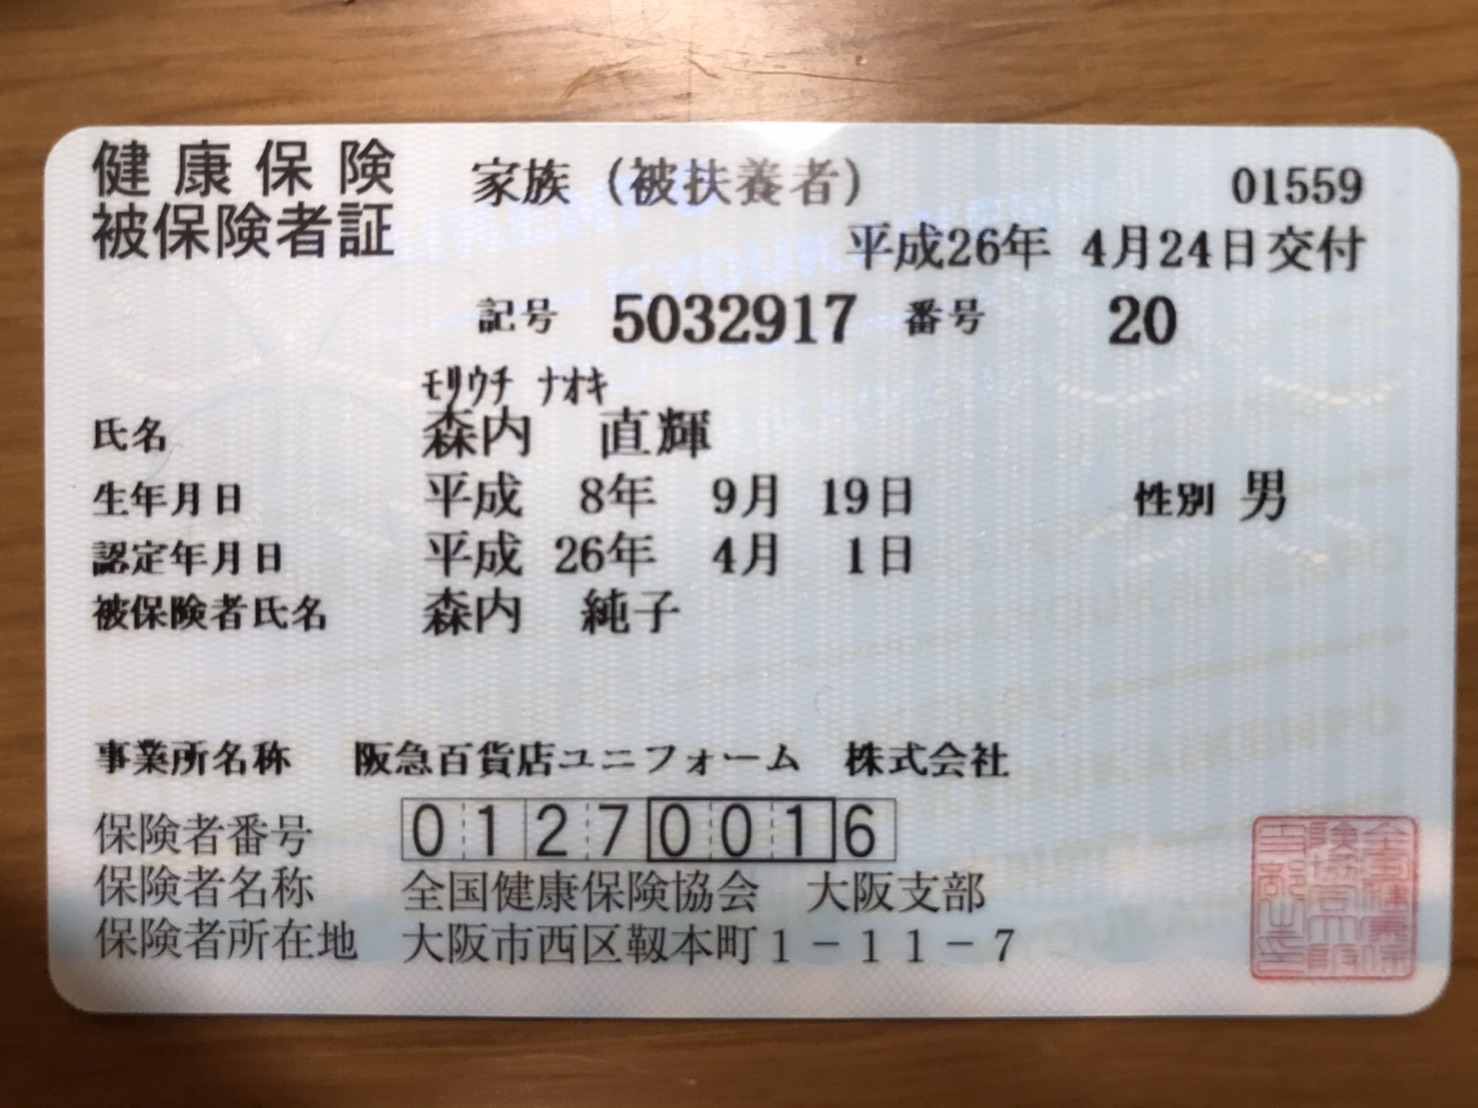 健康保険
被保険者証
家族（被扶養者）
01559
平成26年 4月24日交付
記号 5032917 番号 20
ﾓﾘｳﾁ ﾅｵｷ
氏名 森内 直輝
生年月日 平成 8年 9月 19日 性別 男
認定年月日 平成 26年 4月 1日
被保険者氏名 森内 純子
事業所名称 阪急百貨店ユニフォーム 株式会社
保険者番号 01270016
保険者名称 全国健康保険協会 大阪支部
保険者所在地 大阪市西区靱本町１－１１－７